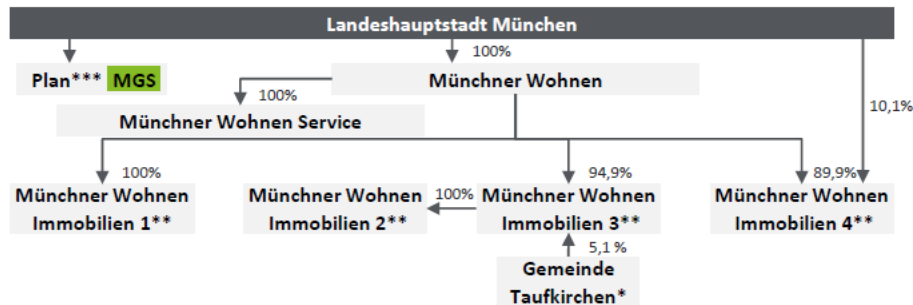 Landeshauptstadt München
100%
Plan*** MGS
Münchner Wohnen
100%
Münchner Wohnen Service
10,1%
100%
94,9%
89,9%
Münchner Wohnen
Immobilien 1**
Münchner Wohnen
Immobilien 2**
100%
Münchner Wohnen
Immobilien 3**
Münchner Wohnen
Immobilien 4**
5,1 %
Gemeinde
Taufkirchen*